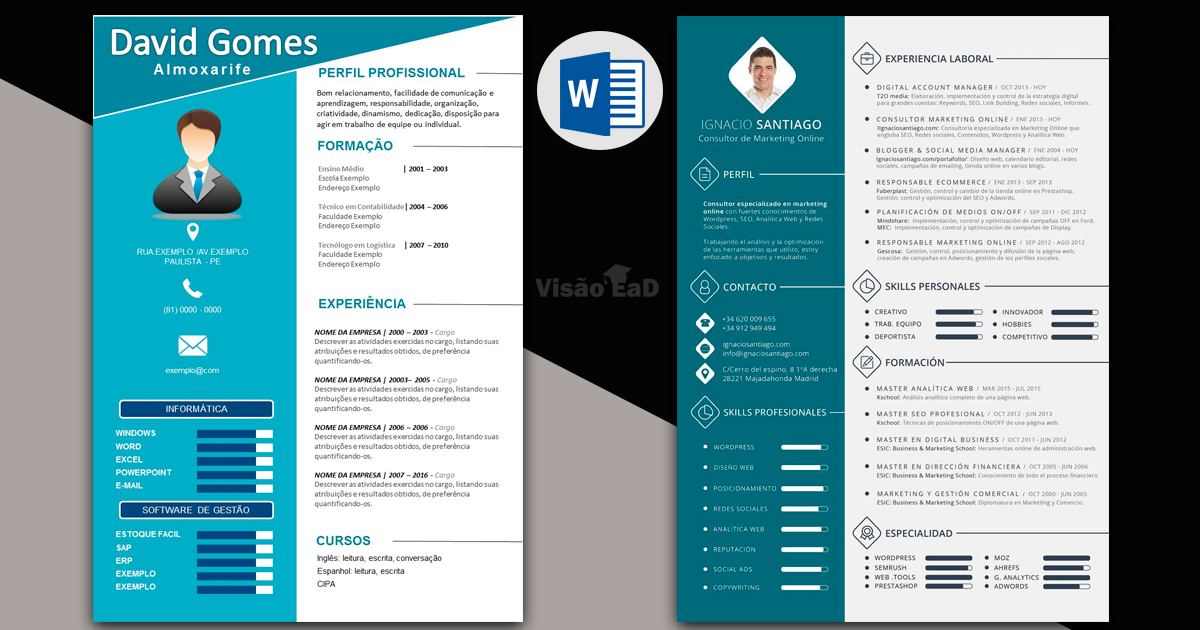 David Gomes
Almoxarife
RUA EXEMPLO /AV.EXEMPLO
PAULISTA - PE
(81) 0000 - 0000
exemplo@com
INFORMÁTICA
WINDOWS
WORD
EXCEL
POWERPOINT
E-MAIL
SOFTWARE DE GESTÃO
ESTOQUE FACIL
SAP
ERP
EXEMPLO
EXEMPLO
PERFIL PROFISSIONAL
Bom relacionamento, facilidade de comunicação e
aprendizagem, responsabilidade, organização,
criatividade, dinamismo, dedicação, disposição para
agir em trabalho de equipe ou individual.
FORMAÇÃO
Ensino Médio | 2001 – 2003
Escola Exemplo
Endereço Exemplo
Técnico em Contabilidade | 2004 – 2006
Faculdade Exemplo
Endereço Exemplo
Tecnólogo em Logística | 2007 – 2010
Faculdade Exemplo
Endereço Exemplo
EXPERIÊNCIA
NOME DA EMPRESA | 2000 – 2003 - Cargo
Descrever as atividades exercidas no cargo, listando suas
atribuições e resultados obtidos, de preferência
quantificando-os.
NOME DA EMPRESA | 20003– 2005 - Cargo
Descrever as atividades exercidas no cargo, listando suas
atribuições e resultados obtidos, de preferência
quantificando-os.
NOME DA EMPRESA | 2006 – 2006 - Cargo
Descrever as atividades exercidas no cargo, listando suas
atribuições e resultados obtidos, de preferência
quantificando-os.
NOME DA EMPRESA | 2007 – 2016 - Cargo
Descrever as atividades exercidas no cargo, listando suas
atribuições e resultados obtidos, de preferência
quantificando-os.
CURSOS
Inglês: leitura, escrita, conversação
Espanhol: leitura, escrita
CIPA
W
Visão EaD
IGNACIO SANTIAGO
Consultor de Marketing Online
PERFIL
Consultor especializado en marketing
online con fuertes conocimientos de
Wordpress, SEO, Analítica Web y Redes
Sociales.
Trabajando el análisis y la optimización
de las herramientas que utilizo, estoy
enfocado a objetivos y resultados.
CONTACTO
+34 620 009 655
+34 912 949 494
ignaciosantiago.com
info@ignaciosantiago.com
C/Cerro del espino, 8 1ºA derecha
28221 Majadahonda Madrid
SKILLS PROFESIONALES
WORDPRESS
DISEÑO WEB
POSICIONAMIENTO
REDES SOCIALES
ANALÍTICA WEB
REPUTACIÓN
SOCIAL ADS
COPYWRITING
EXPERIENCIA LABORAL
DIGITAL ACCOUNT MANAGER / OCT 2013 - HOY
T2O media: Elaboración, implementación y control de la estrategia digital
para grandes cuentas: Keywords, SEO, Link Building, Redes sociales, Informes.
CONSULTOR MARKETING ONLINE / ENE 2013 - HOY
Ignaciosantiago.com: Consultoría especializada en Marketing Online que
engloba SEO, Redes sociales, Contenidos, Wordpress y Analítica Web.
BLOGGER & SOCIAL MEDIA MANAGER / ENE 2004 - HOY
Ignaciosantiago.com/portafolio/: Diseño web, calendario editorial, redes
sociales, campañas de emailing, tienda online en varios blogs.
RESPONSABLE ECOMMERCE / ENE 2013 - SEP 2013
Faberplast: Gestión, control y cambio de la tienda online en Prestashop.
Gestión, control y optimización del SEO y Adwords.
PLANIFICACIÓN DE MEDIOS ON/OFF / SEP 2011 - DIC 2012
Mindshare: Implementación, control y optimización de campañas OFF en Ford.
MEC: Implementación, control y optimización de campañas de Display.
RESPONSABLE MARKETING ONLINE / SEP 2012 - AGO 2012
Gescosa: Gestión, control, posicionamiento y difusión de la página web,
creación de campañas en Adwords, gestión de los perfiles sociales.
SKILLS PERSONALES
CREATIVO
TRAB. EQUIPO
DEPORTISTA
INNOVADOR
HOBBIES
COMPETITIVO
FORMACIÓN
MASTER ANALÍTICA WEB / MAR 2015 - JUL 2015
Kschool: Análisis analítico completo de una página web.
MASTER SEO PROFESIONAL / OCT 2012 - JUN 2013
Kschool: Técnicas de posicionamiento ON/OFF de una página web.
MASTER EN DIGITAL BUSINESS / OCT 2011 - JUN 2012
ESIC: Business & Marketing School: Heramientas online de administración web.
MASTER EN DIRECCIÓN FINANCIERA / OCT 2005 - JUN 2006
ESIC: Business & Marketing School: Conocimiento de todo el proceso financiero.
MARKETING Y GESTIÓN COMERCIAL / OCT 2000 - JUN 2005
ESIC: Business & Marketing School: Diplomatura en Marketing y Comercio.
ESPECIALIDAD
WORDPRESS
SEMRUSH
WEB .TOOLS
PRESTASHOP
MOZ
AHREFS
G. ANALYTICS
ADWORDS